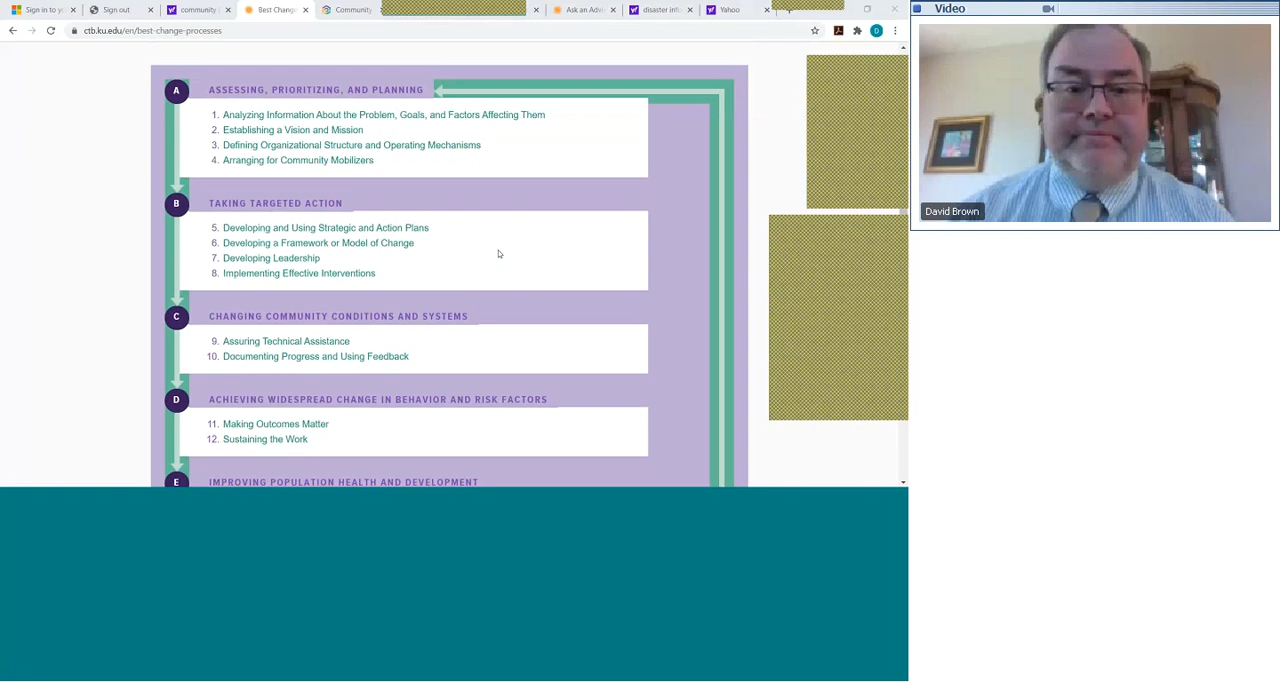 Sign in to yo
Sign out
community
Best Chang
Community
Ask an Adv
disaster info
Yahoo
ctb.ku.edu/en/best-change-processes
D
Video
A
ASSESSING, PRIORITIZING, AND PLANNING
1. Analyzing Information About the Problem, Goals, and Factors Affecting Them
2. Establishing a Vision and Mission
3. Defining Organizational Structure and Operating Mechanisms
4. Arranging for Community Mobilizers
B
TAKING TARGETED ACTION
5. Developing and Using Strategic and Action Plans
6. Developing a Framework or Model of Change
7. Developing Leadership
8. Implementing Effective Interventions
C
CHANGING COMMUNITY CONDITIONS AND SYSTEMS
9. Assuring Technical Assistance
10. Documenting Progress and Using Feedback
D
ACHIEVING WIDESPREAD CHANGE IN BEHAVIOR AND RISK FACTORS
11. Making Outcomes Matter
12. Sustaining the Work
E
IMPROVING POPULATION HEALTH AND DEVELOPMENT
David Brown